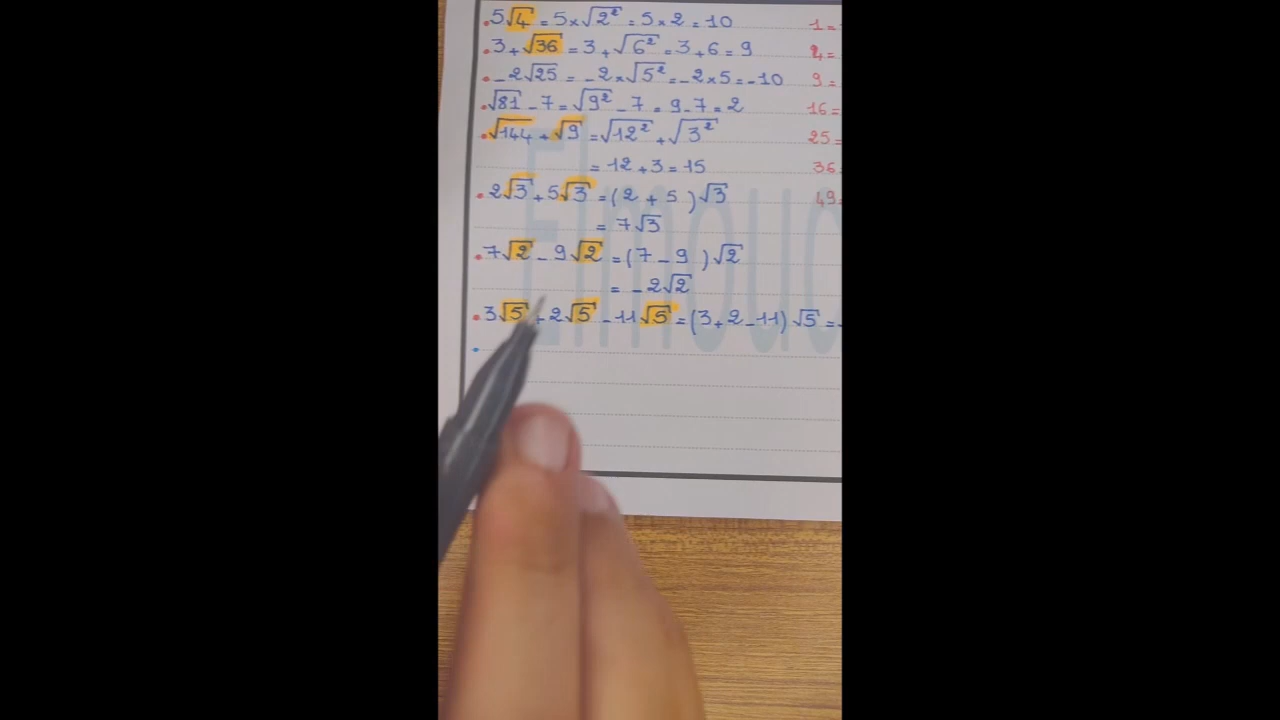 5√4 = 5×√2² = 5×2 = 10
1 =
3+√36 = 3+√6² = 3+6 = 9
4 =
-2√25 = -2×√5² = -2×5 = -10
9 =
√81 - 7 = √9² - 7 = 9-7 = 2
16 =
√144 + √9 = √12² + √3²
25 =
= 12+3 = 15
36
2√3 + 5√3 = (2 + 5)√3
49
= 7√3
7√2 - 9√2 = (7 - 9)√2
= -2√2
3√5 + 2√5 - 11√5 = (3+2-11)√5 = -